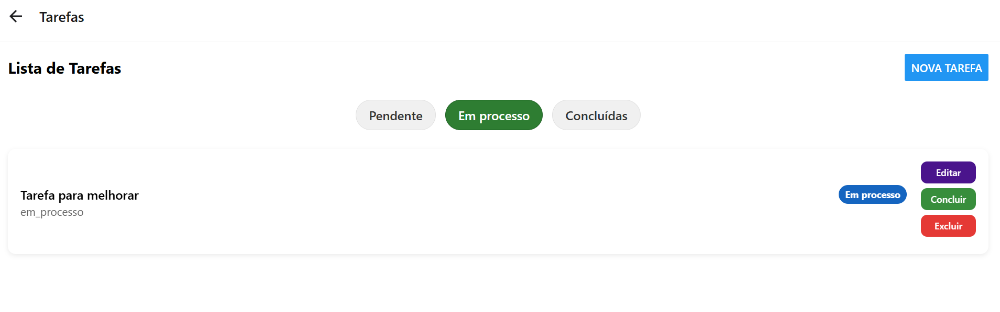 Tarefas
Lista de Tarefas
NOVA TAREFA
Pendente
Em processo
Concluídas
Tarefa para melhorar
em_processo
Em processo
Editar
Concluir
Excluir